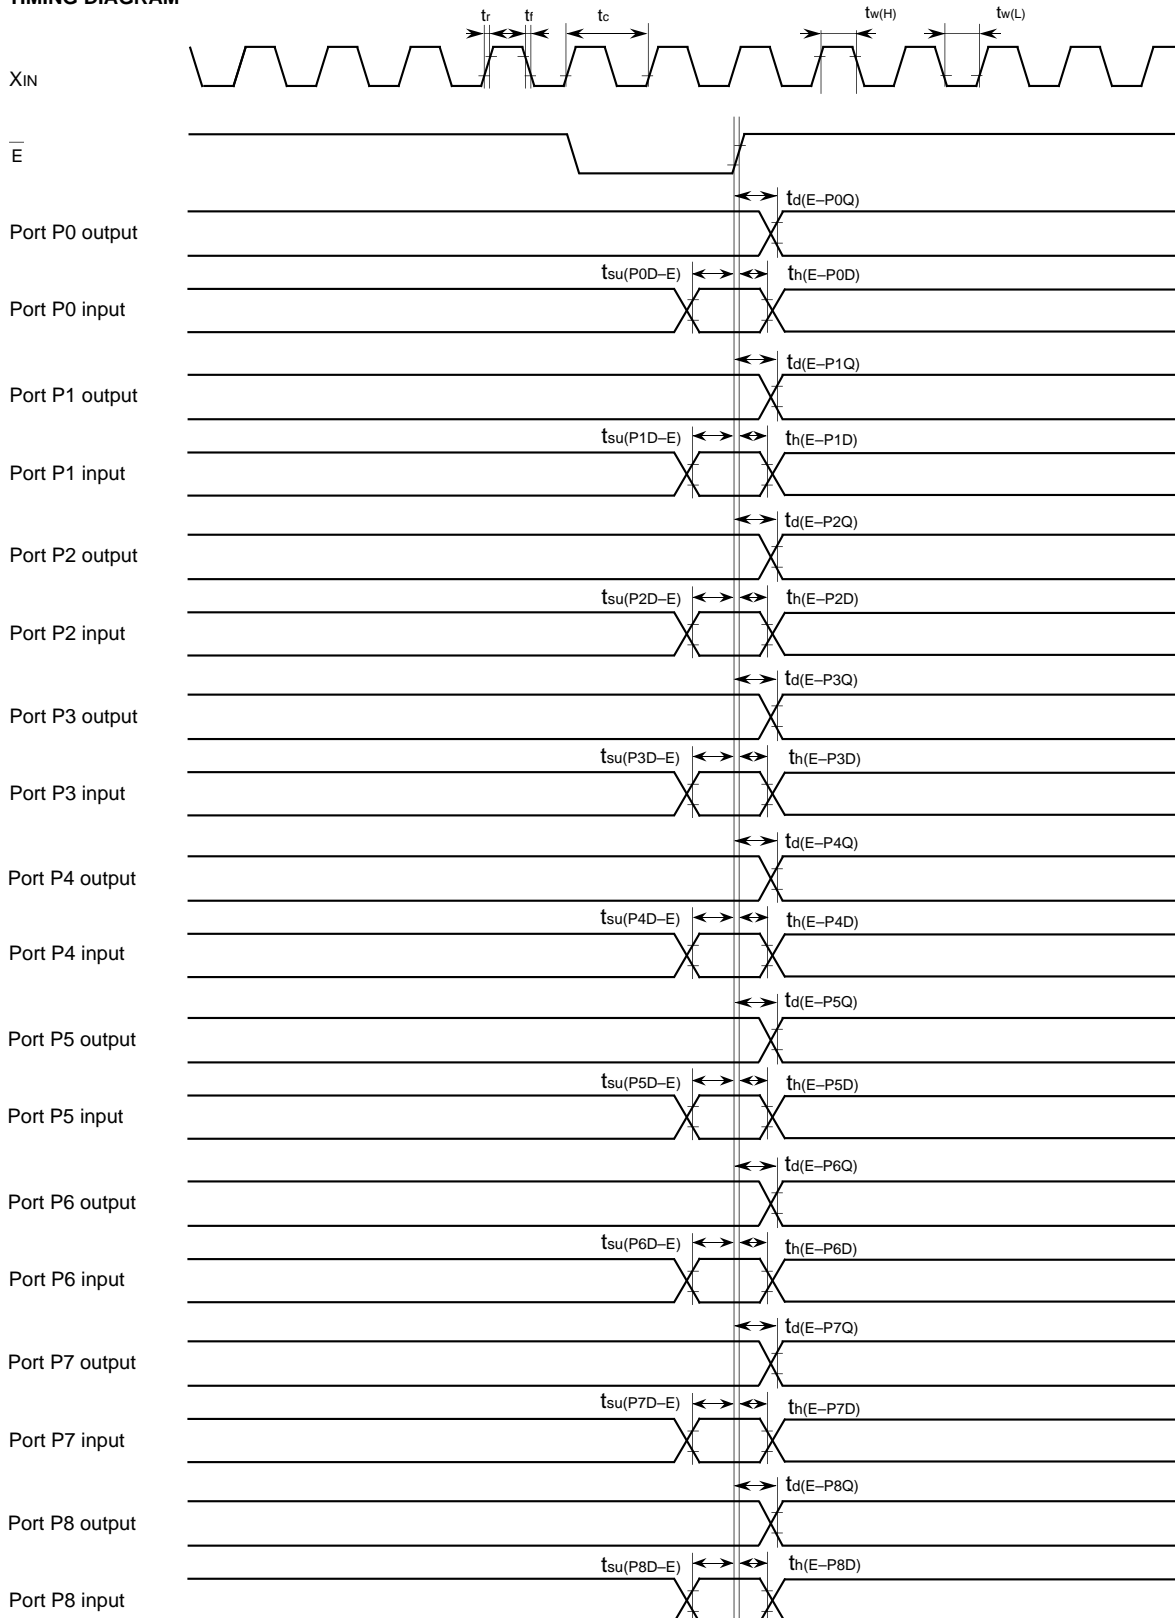 TIMING DIAGRAM
tr tf tc tw(H) tw(L)
XIN
E
td(E–P0Q)
Port P0 output
tsu(P0D–E) th(E–P0D)
Port P0 input
td(E–P1Q)
Port P1 output
tsu(P1D–E) th(E–P1D)
Port P1 input
td(E–P2Q)
Port P2 output
tsu(P2D–E) th(E–P2D)
Port P2 input
td(E–P3Q)
Port P3 output
tsu(P3D–E) th(E–P3D)
Port P3 input
td(E–P4Q)
Port P4 output
tsu(P4D–E) th(E–P4D)
Port P4 input
td(E–P5Q)
Port P5 output
tsu(P5D–E) th(E–P5D)
Port P5 input
td(E–P6Q)
Port P6 output
tsu(P6D–E) th(E–P6D)
Port P6 input
td(E–P7Q)
Port P7 output
tsu(P7D–E) th(E–P7D)
Port P7 input
td(E–P8Q)
Port P8 output
tsu(P8D–E) th(E–P8D)
Port P8 input